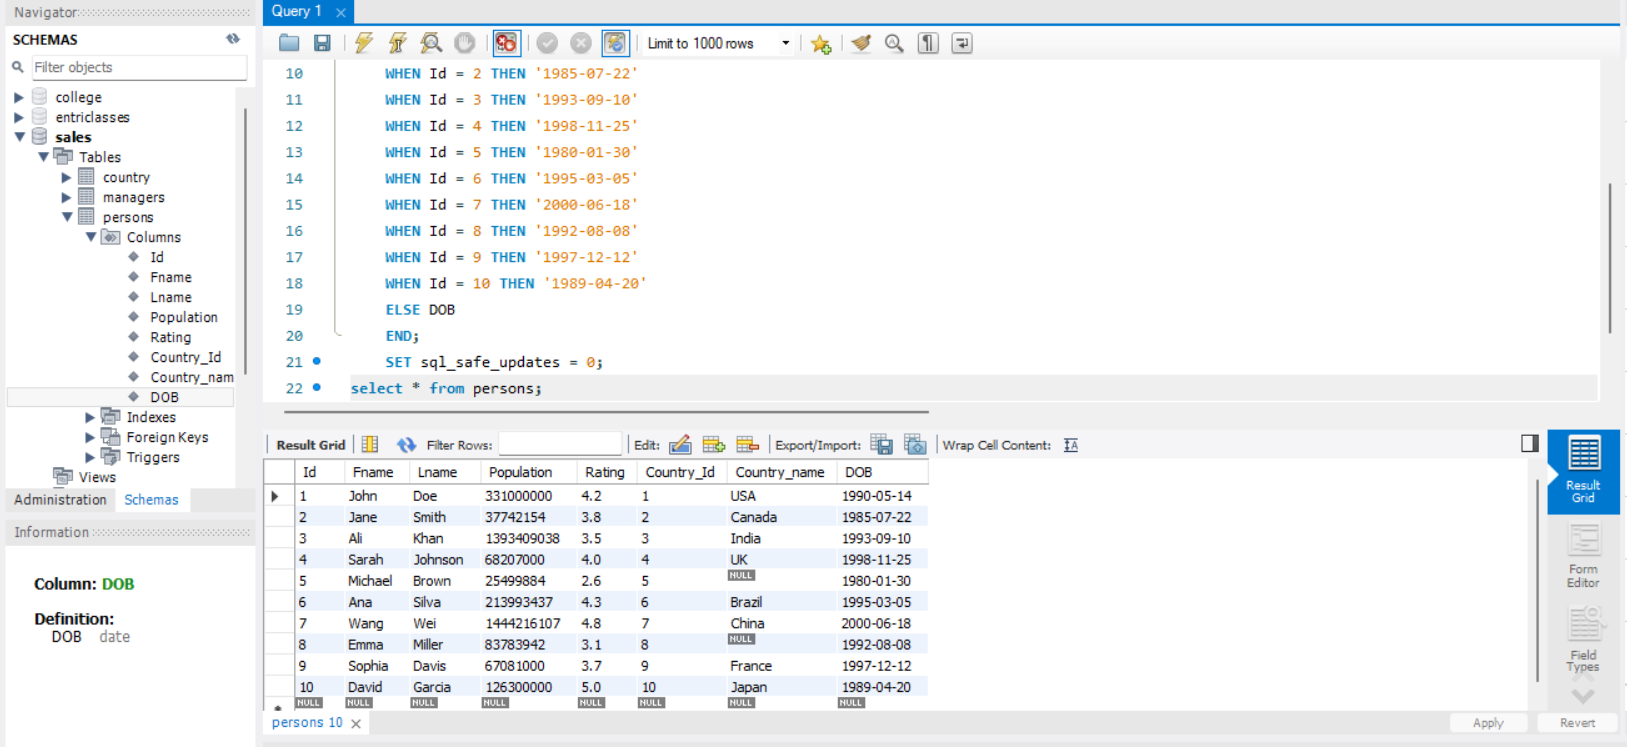 Navigator
SCHEMAS
Filter objects
college
entriclasses
sales
Tables
country
managers
persons
Columns
Id
Fname
Lname
Population
Rating
Country_Id
Country_nam
DOB
Indexes
Foreign Keys
Triggers
Views
Administration Schemas
Information
Column: DOB
Definition:
DOB date
Query 1
Limit to 1000 rows
10 WHEN Id = 2 THEN '1985-07-22'
11 WHEN Id = 3 THEN '1993-09-10'
12 WHEN Id = 4 THEN '1998-11-25'
13 WHEN Id = 5 THEN '1980-01-30'
14 WHEN Id = 6 THEN '1995-03-05'
15 WHEN Id = 7 THEN '2000-06-18'
16 WHEN Id = 8 THEN '1992-08-08'
17 WHEN Id = 9 THEN '1997-12-12'
18 WHEN Id = 10 THEN '1989-04-20'
19 ELSE DOB
20 END;
21 SET sql_safe_updates = 0;
22 select * from persons;
Result Grid Filter Rows: Edit: Export/Import: Wrap Cell Content:
Id Fname Lname Population Rating Country_Id Country_name DOB
1 John Doe 331000000 4.2 1 USA 1990-05-14
2 Jane Smith 37742154 3.8 2 Canada 1985-07-22
3 Ali Khan 1393409038 3.5 3 India 1993-09-10
4 Sarah Johnson 68207000 4.0 4 UK 1998-11-25
5 Michael Brown 25499884 2.6 5 NULL 1980-01-30
6 Ana Silva 213993437 4.3 6 Brazil 1995-03-05
7 Wang Wei 1444216107 4.8 7 China 2000-06-18
8 Emma Miller 83783942 3.1 8 NULL 1992-08-08
9 Sophia Davis 67081000 3.7 9 France 1997-12-12
10 David Garcia 126300000 5.0 10 Japan 1989-04-20
NULL NULL NULL NULL NULL NULL NULL NULL
persons 10
Result
Grid
Form
Editor
Field
Types
Apply Revert